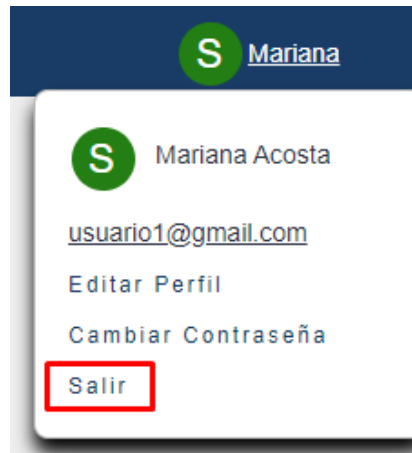 S Mariana
S Mariana Acosta
usuario1@gmail.com
Editar Perfil
Cambiar Contraseña
Salir